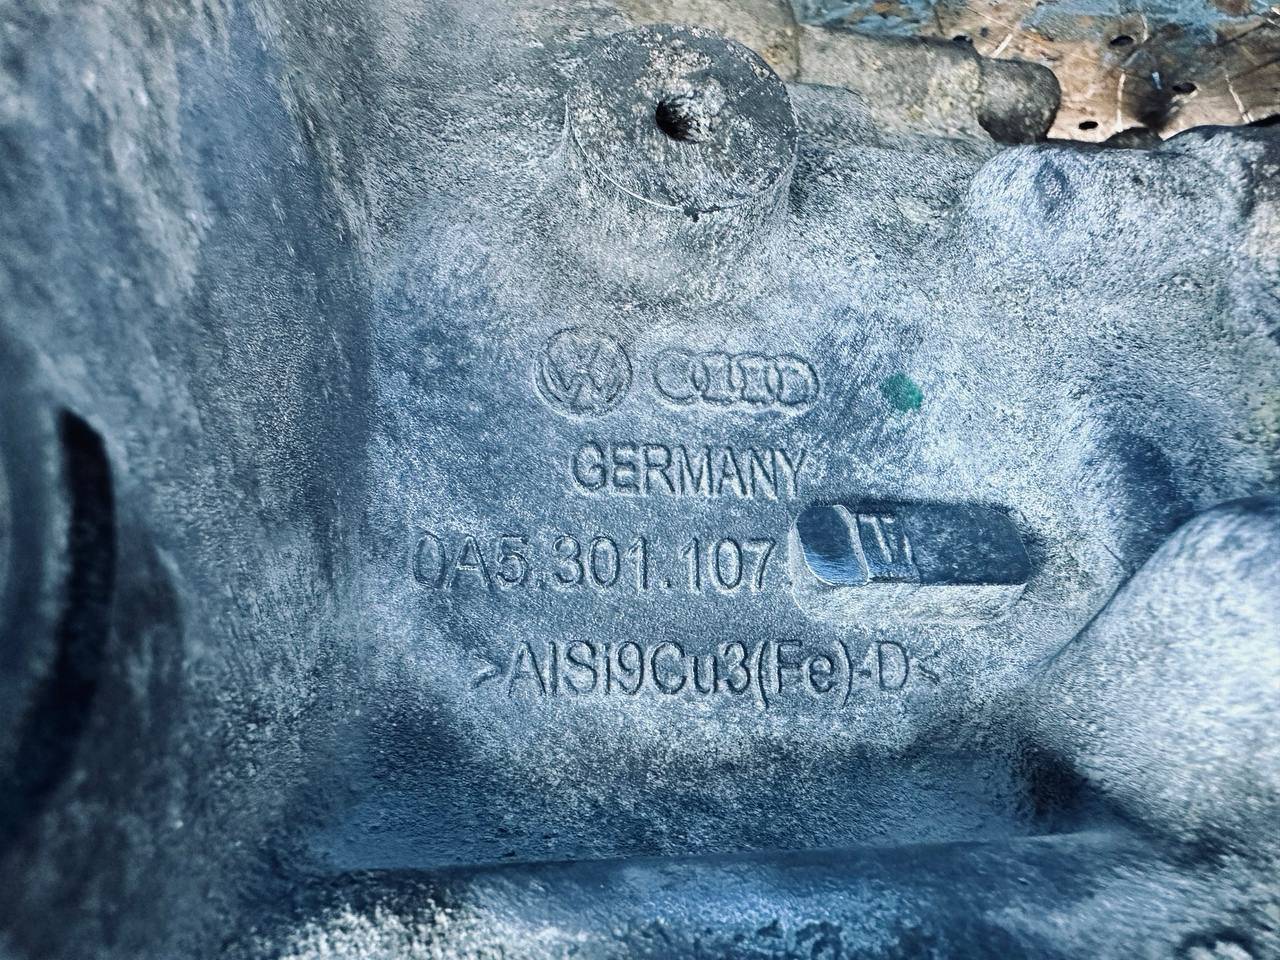 GERMANY
0A5.301.107.
>AlSi9Cu3(Fe)-D<